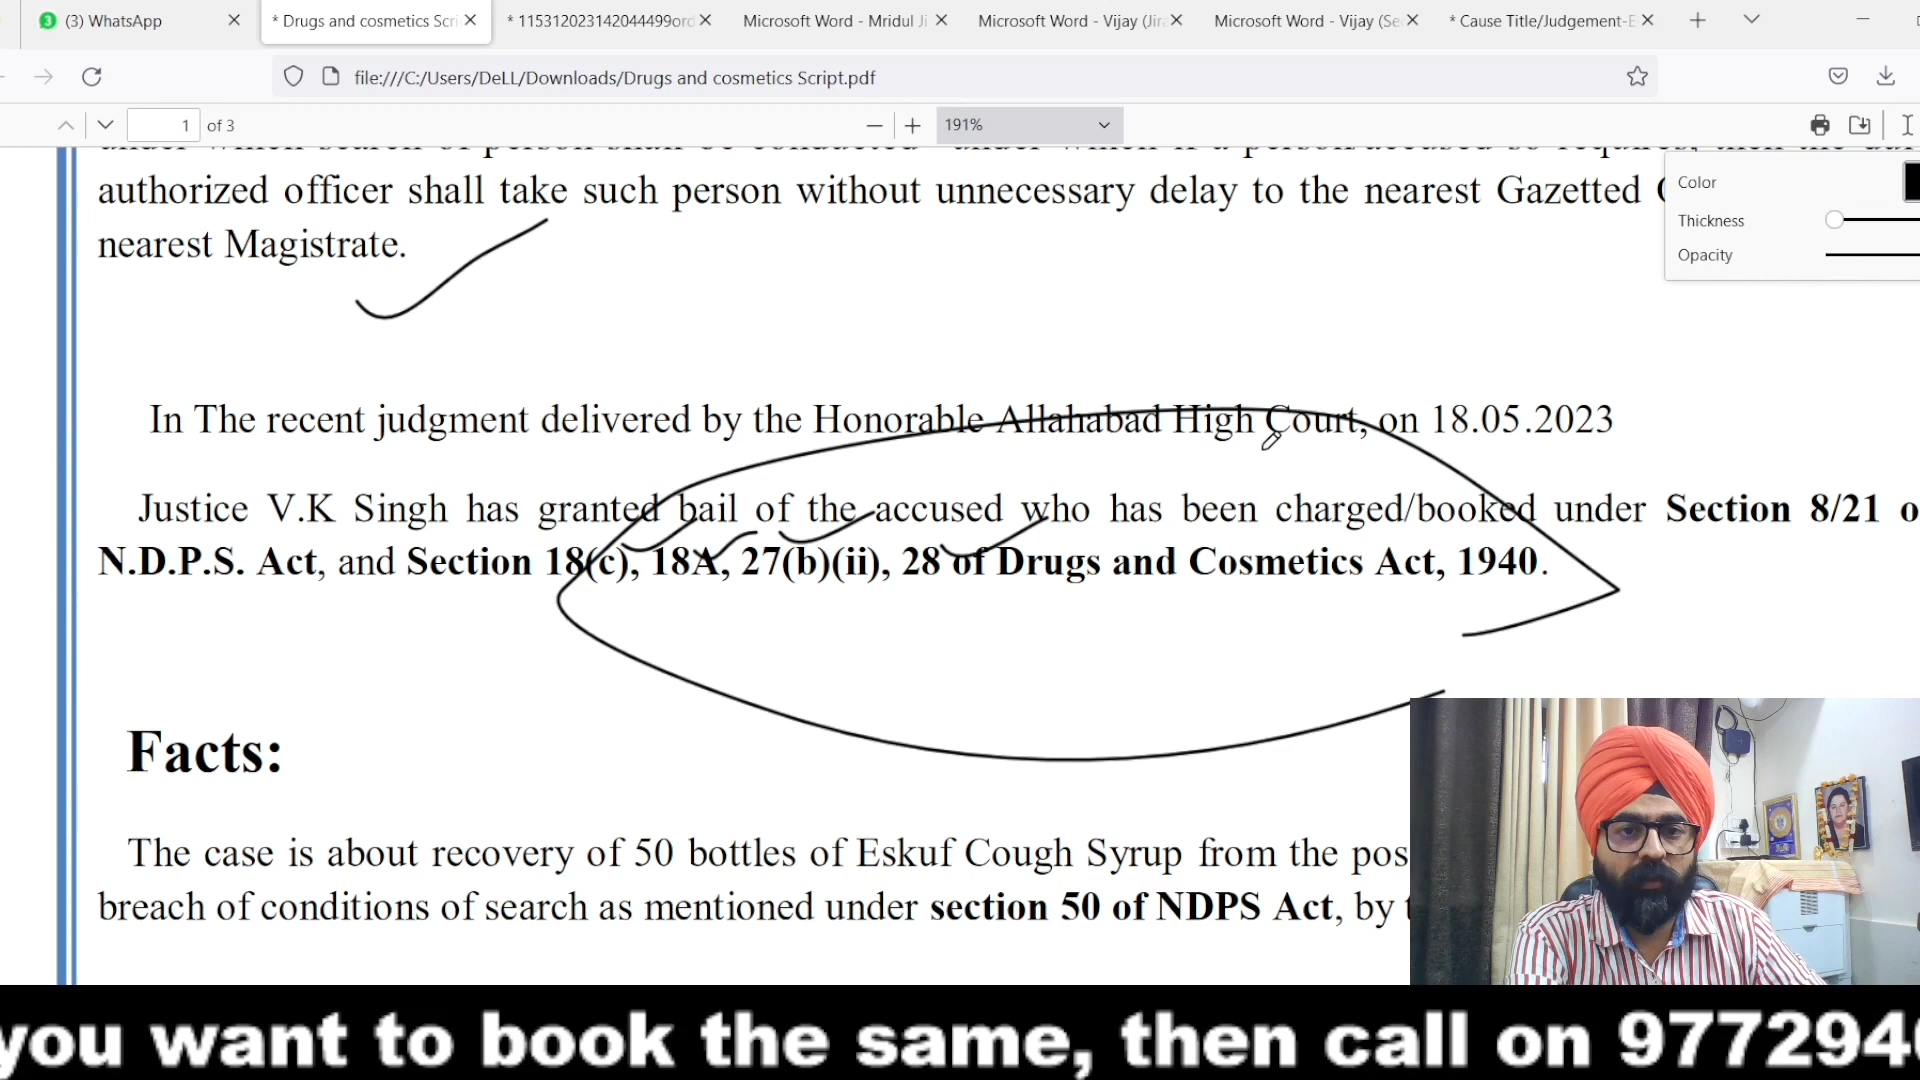 (3) WhatsApp
* Drugs and cosmetics Scri
* 115312023142044499ord
Microsoft Word - Mridul Ji
Microsoft Word - Vijay (Jira
Microsoft Word - Vijay (Se
* Cause Title/Judgement-E
file:///C:/Users/DeLL/Downloads/Drugs and cosmetics Script.pdf
1 of 3
191%
Color
Thickness
Opacity
authorized officer shall take such person without unnecessary delay to the nearest Gazetted
nearest Magistrate.
In The recent judgment delivered by the Honorable Allahabad High Court, on 18.05.2023
Justice V.K Singh has granted bail of the accused who has been charged/booked under Section 8/21 o
N.D.P.S. Act, and Section 18(c), 18A, 27(b)(ii), 28 of Drugs and Cosmetics Act, 1940.
Facts:
The case is about recovery of 50 bottles of Eskuf Cough Syrup from the pos
breach of conditions of search as mentioned under section 50 of NDPS Act, by
you want to book the same, then call on 977294